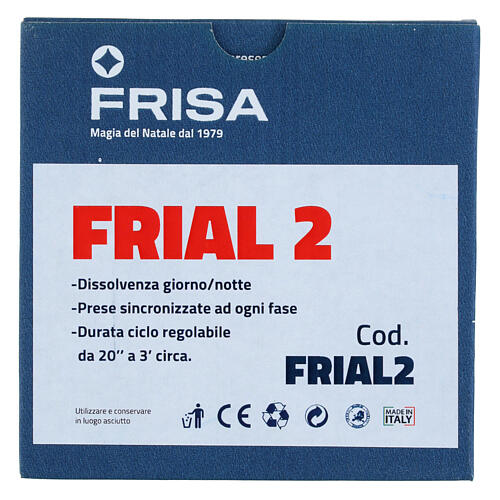 FRISA
Magia del Natale dal 1979
FRIAL 2
-Dissolvenza giorno/notte
-Prese sincronizzate ad ogni fase
-Durata ciclo regolabile
da 20'' a 3' circa.
Cod.
FRIAL2
Utilizzare e conservare
in luogo asciutto
CE
MADE IN
ITALY